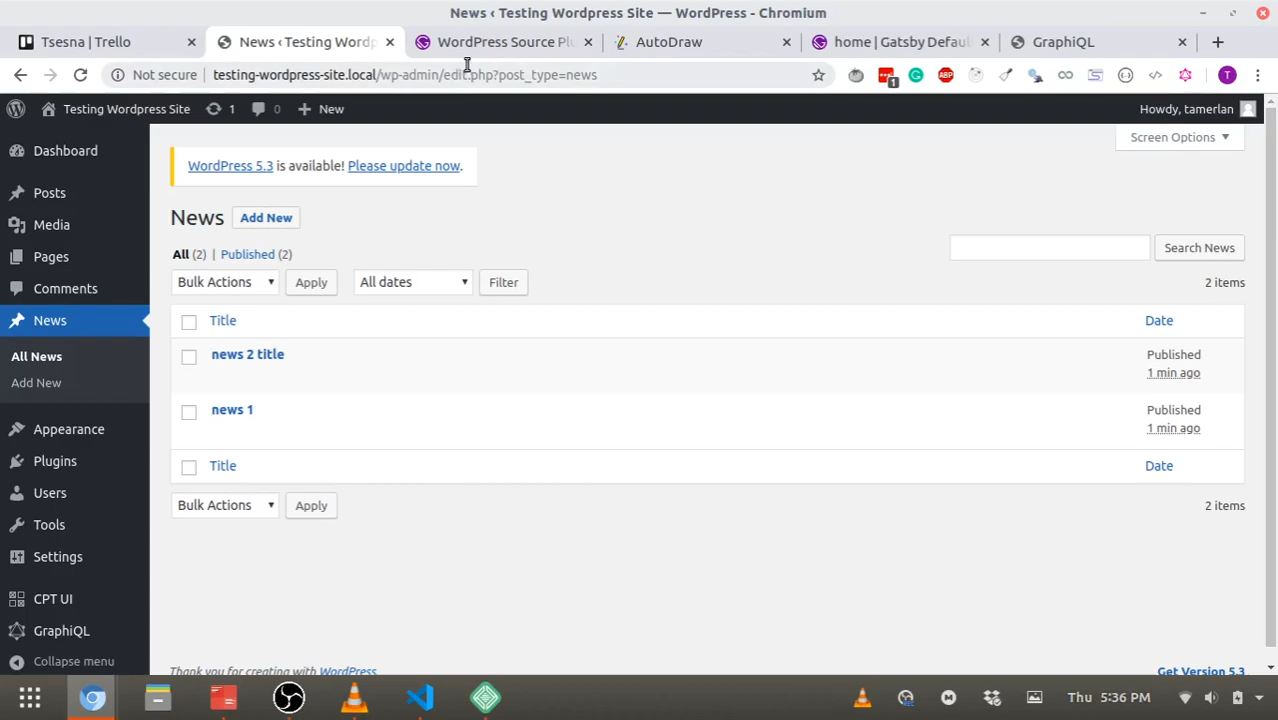 News ‹ Testing Wordpress Site — WordPress - Chromium
Tsesna | Trello
News ‹ Testing Wordp
WordPress Source Plu
AutoDraw
home | Gatsby Defaul
GraphiQL
Not secure testing-wordpress-site.local/wp-admin/edit.php?post_type=news
1
T
Testing Wordpress Site
1
0
New
Howdy, tamerlan
Screen Options
Dashboard
Posts
Media
Pages
Comments
News
All News
Add New
Appearance
Plugins
Users
Tools
Settings
CPT UI
GraphiQL
Collapse menu
WordPress 5.3 is available! Please update now.
News Add New
All (2) | Published (2)
Search News
Bulk Actions Apply All dates Filter
2 items
Title Date
news 2 title Published
1 min ago
news 1 Published
1 min ago
Title Date
Bulk Actions Apply
2 items
Thank you for creating with WordPress.
Get Version 5.3
Thu 5:36 PM